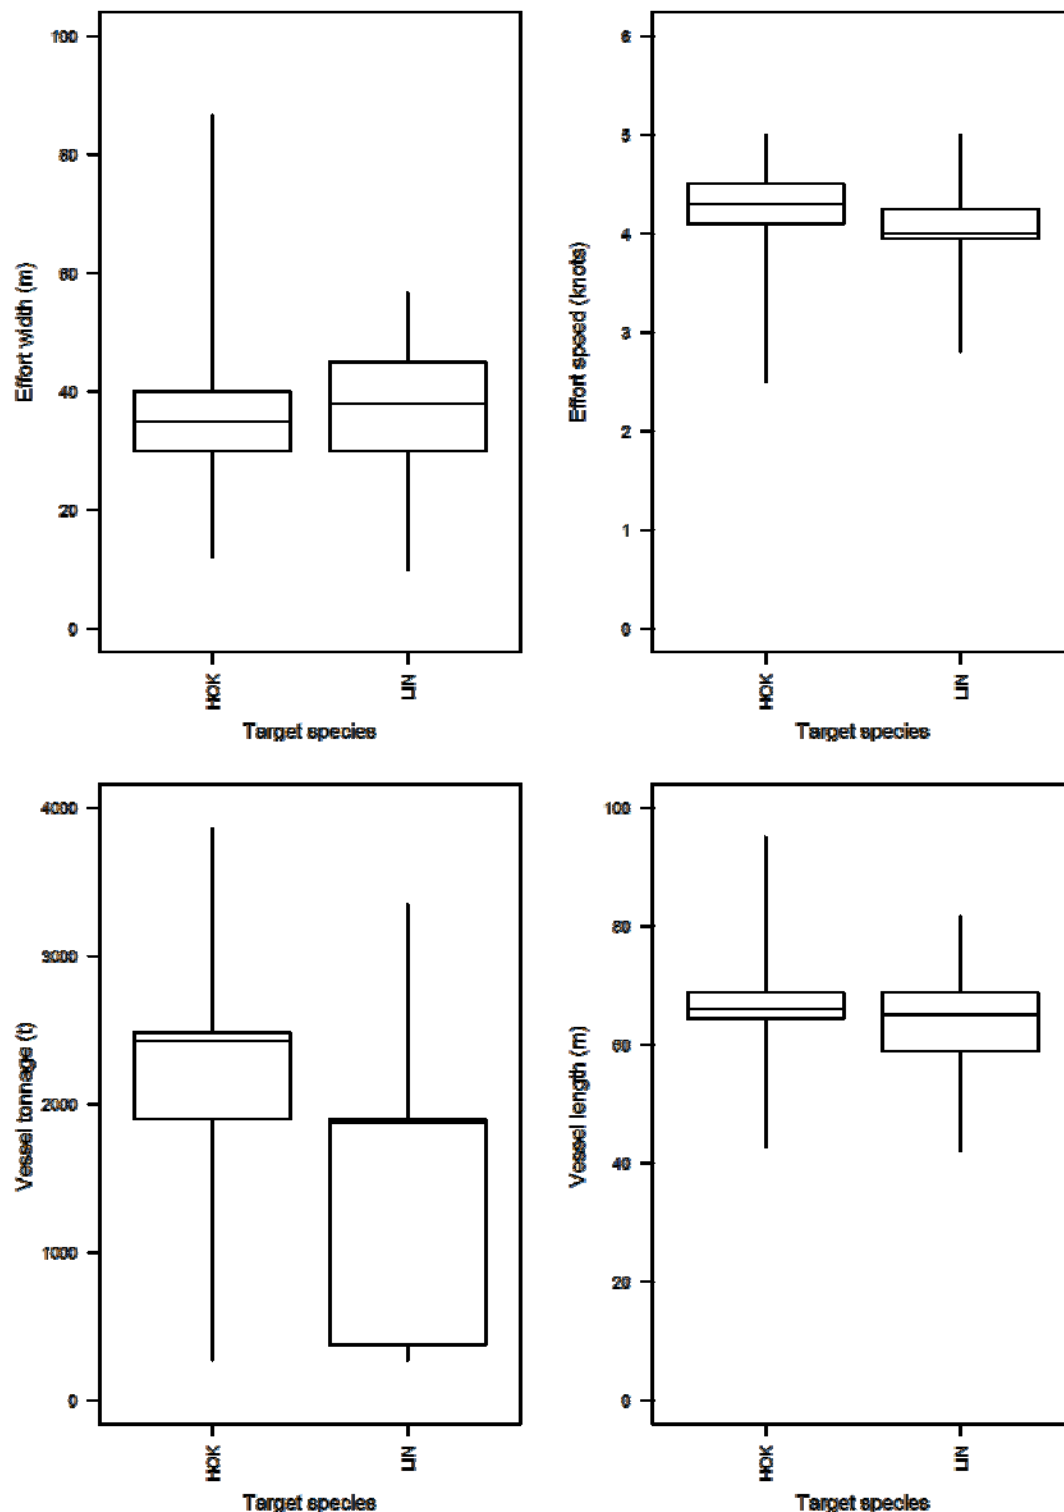 100
80
60
40
20
0
Effort width (m)
HOK
LIN
Target species
6
5
4
3
2
1
0
Effort speed (knots)
HOK
LIN
Target species
4000
3000
2000
1000
0
Vessel tonnage (t)
HOK
LIN
Target species
100
80
60
40
20
0
Vessel length (m)
HOK
LIN
Target species